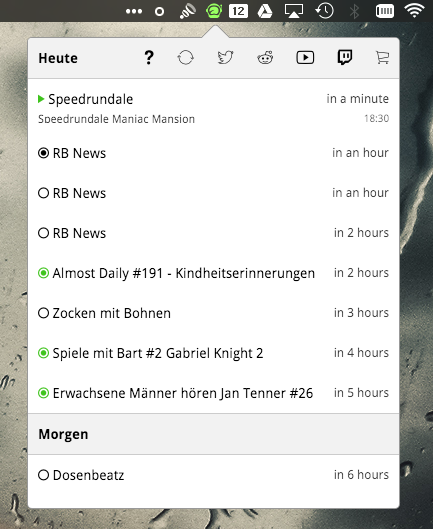 12
Heute ?
Speedrundale in a minute
Speedrundale Maniac Mansion 18:30
RB News in an hour
RB News in an hour
RB News in 2 hours
Almost Daily #191 - Kindheitserinnerungen in 2 hours
Zocken mit Bohnen in 3 hours
Spiele mit Bart #2 Gabriel Knight 2 in 4 hours
Erwachsene Männer hören Jan Tenner #26 in 5 hours
Morgen
Dosenbeatz in 6 hours